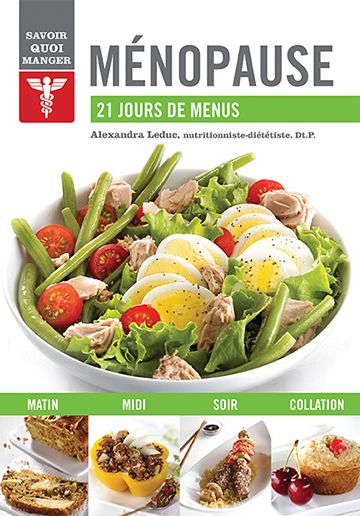 SAVOIR
QUOI
MANGER
MÉNOPAUSE
21 JOURS DE MENUS
Alexandra Leduc, nutritionniste-diététiste, Dt.P.
MATIN
MIDI
SOIR
COLLATION